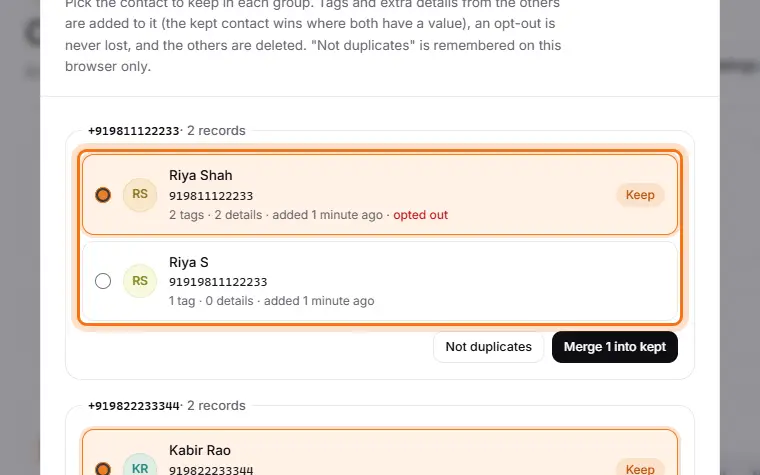 Pick the contact to keep in each group. Tags and extra details from the others
are added to it (the kept contact wins where both have a value), an opt-out is
never lost, and the others are deleted. "Not duplicates" is remembered on this
browser only.
+919811122233 · 2 records
RS
Riya Shah
919811122233
2 tags · 2 details · added 1 minute ago · opted out
Keep
RS
Riya S
91919811122233
1 tag · 0 details · added 1 minute ago
Not duplicates
Merge 1 into kept
+919822233344 · 2 records
KR
Kabir Rao
919822233344
Keep